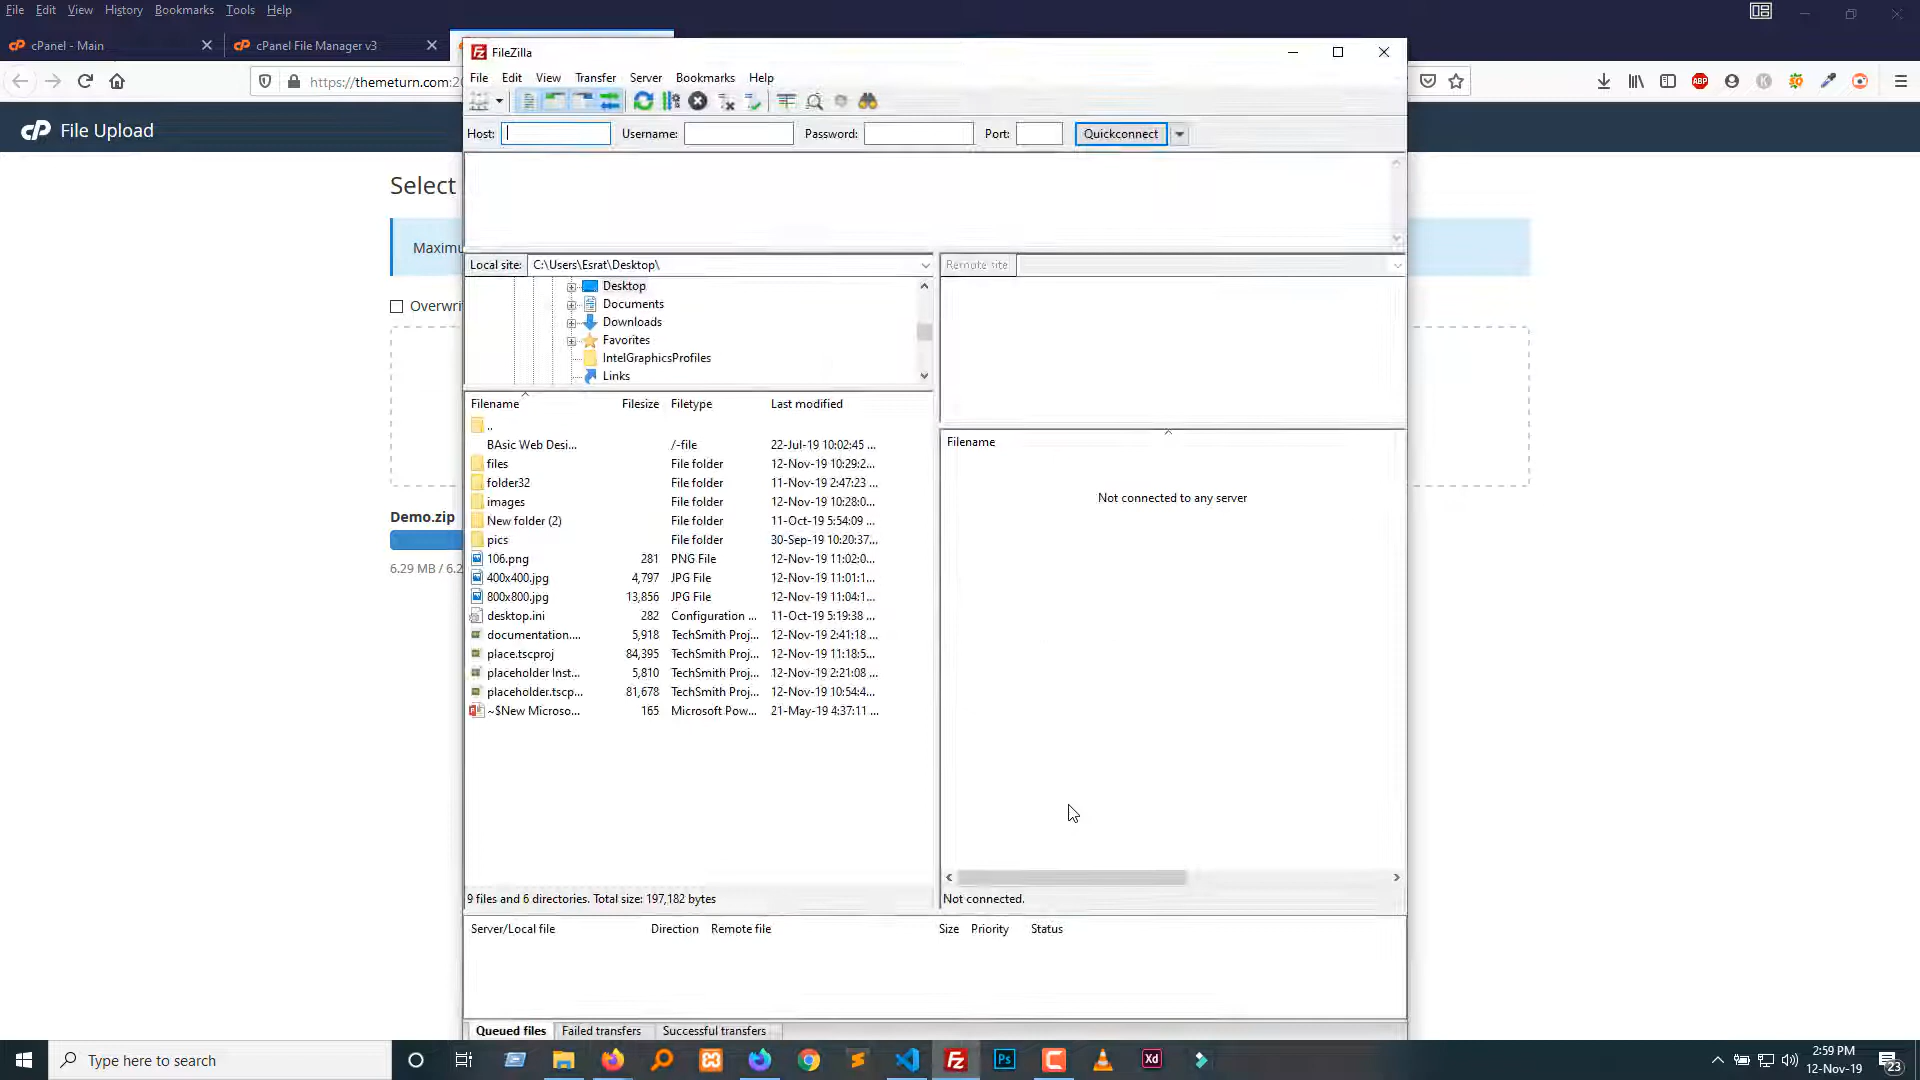 File Edit View History Bookmarks Tools Help
cPanel - Main
cPanel File Manager v3
https://themeturn.com:2
File Upload
Select
Maximu
Overwri
Demo.zip
6.29 MB / 6.2
FileZilla
File Edit View Transfer Server Bookmarks Help
Host: Username: Password: Port: Quickconnect
Local site: C:\Users\Esrat\Desktop\
Remote site
Desktop
Documents
Downloads
Favorites
IntelGraphicsProfiles
Links
Filename Filesize Filetype Last modified
..
BAsic Web Desi... /-file 22-Jul-19 10:02:45 ...
files File folder 12-Nov-19 10:29:2...
folder32 File folder 11-Nov-19 2:47:23 ...
images File folder 12-Nov-19 10:28:0...
New folder (2) File folder 11-Oct-19 5:54:09 ...
pics File folder 30-Sep-19 10:20:37...
106.png 281 PNG File 12-Nov-19 11:02:0...
400x400.jpg 4,797 JPG File 12-Nov-19 11:01:1...
800x800.jpg 13,856 JPG File 12-Nov-19 11:04:1...
desktop.ini 282 Configuration ... 11-Oct-19 5:19:38 ...
documentation.... 5,918 TechSmith Proj... 12-Nov-19 2:41:18 ...
place.tscproj 84,395 TechSmith Proj... 12-Nov-19 11:18:5...
placeholder Inst... 5,810 TechSmith Proj... 12-Nov-19 2:21:08 ...
placeholder.tscp... 81,678 TechSmith Proj... 12-Nov-19 10:54:4...
~$New Microso... 165 Microsoft Pow... 21-May-19 4:37:11 ...
9 files and 6 directories. Total size: 197,182 bytes
Filename
Not connected to any server
Not connected.
Server/Local file Direction Remote file Size Priority Status
Queued files Failed transfers Successful transfers
Type here to search
2:59 PM
12-Nov-19
23